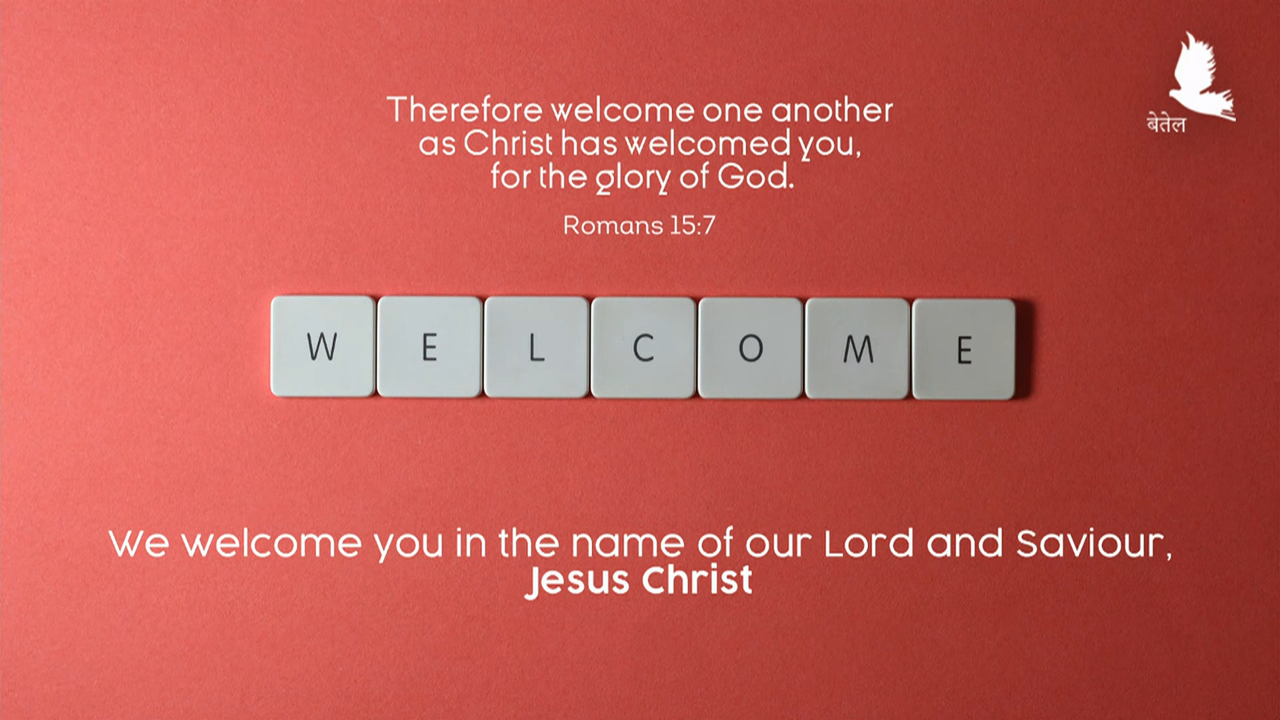 Therefore welcome one another
as Christ has welcomed you,
for the glory of God.
Romans 15:7
बेतेल
W E L C O M E
We welcome you in the name of our Lord and Saviour,
Jesus Christ